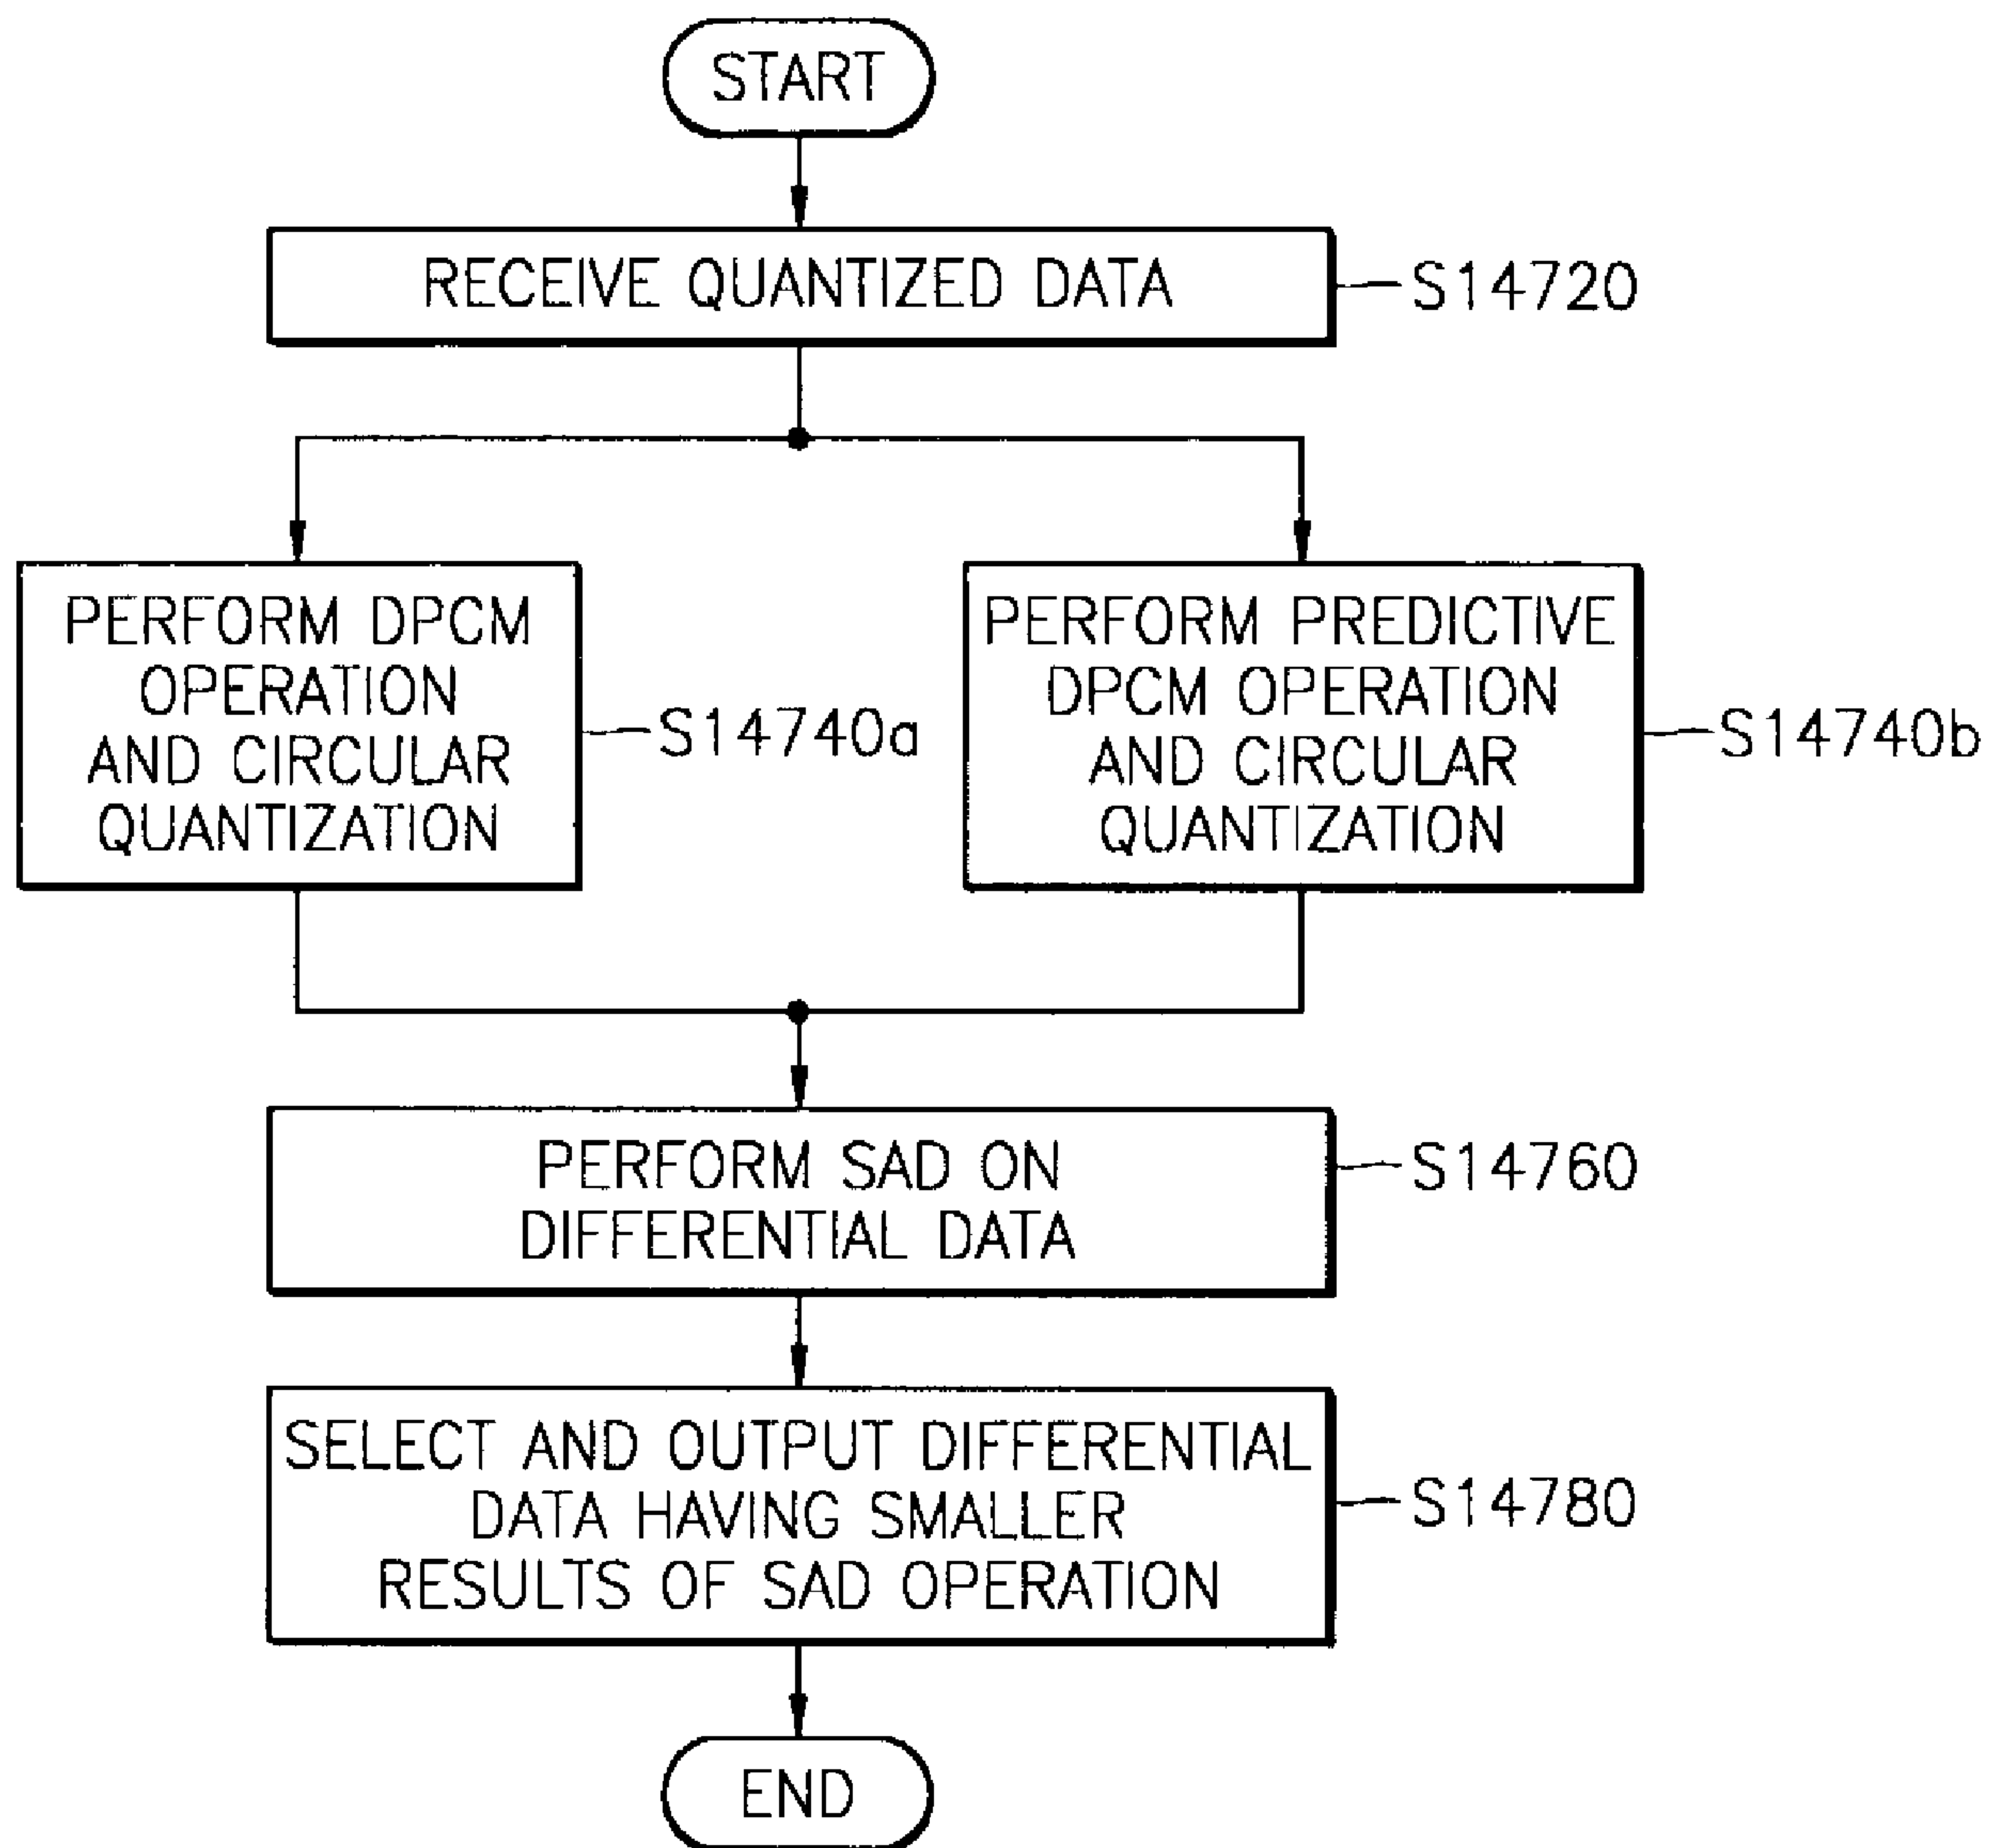 START
RECEIVE QUANTIZED DATA
S14720
PERFORM DPCM
OPERATION
AND CIRCULAR
QUANTIZATION
S14740a
PERFORM PREDICTIVE
DPCM OPERATION
AND CIRCULAR
QUANTIZATION
S14740b
PERFORM SAD ON
DIFFERENTIAL DATA
S14760
SELECT AND OUTPUT DIFFERENTIAL
DATA HAVING SMALLER
RESULTS OF SAD OPERATION
S14780
END